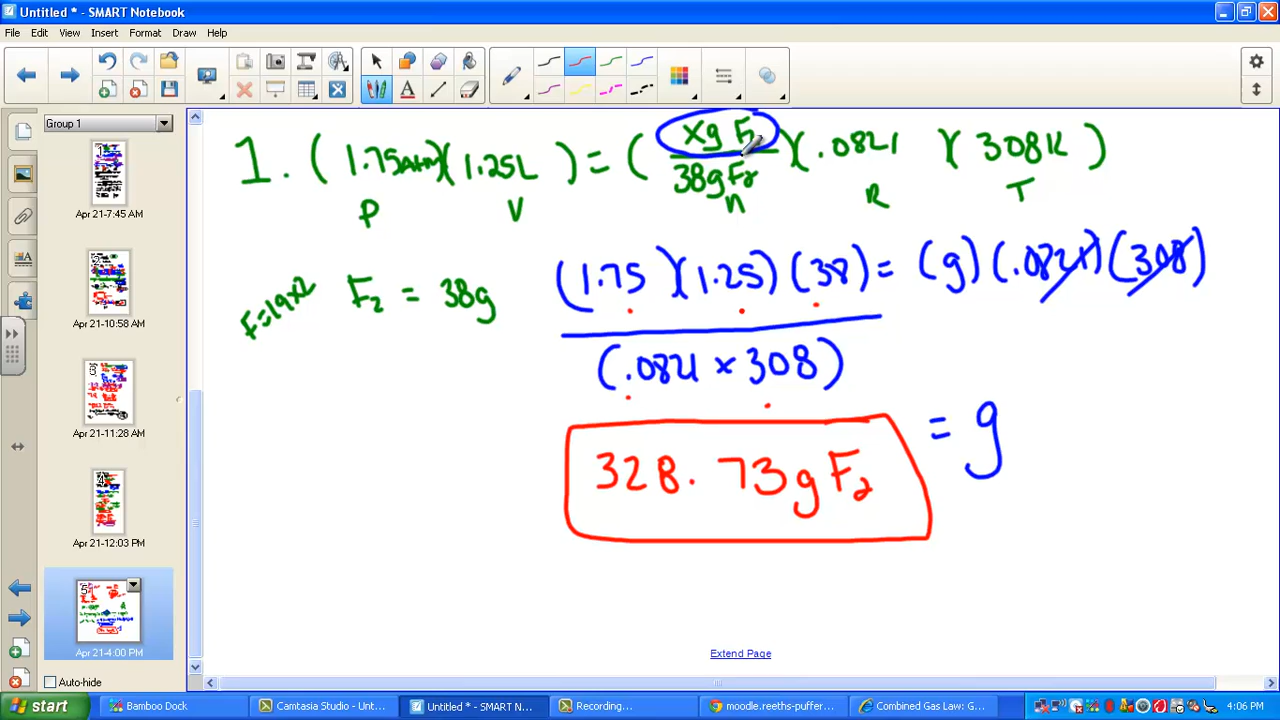 Untitled * - SMART Notebook
File Edit View Insert Format Draw Help
Group 1
Apr 21-7:45 AM
Apr 21-10:58 AM
Apr 21-11:28 AM
Apr 21-12:03 PM
Apr 21-4:00 PM
Auto-hide
1. (1.75atm)(1.25L) = (xg F₂ / 38g F₂)(.0821)(308K)
P V n R T
(1.75)(1.25)(38) = (g)(.0821)(308)
F=19x2 F₂ = 38g
(.0821 x 308)
= g
328.73g F₂
Extend Page
start Bamboo Dock Camtasia Studio - Unt... Untitled * - SMART N... Recording... moodle.reeths-puffer... Combined Gas Law: G... 4:06 PM